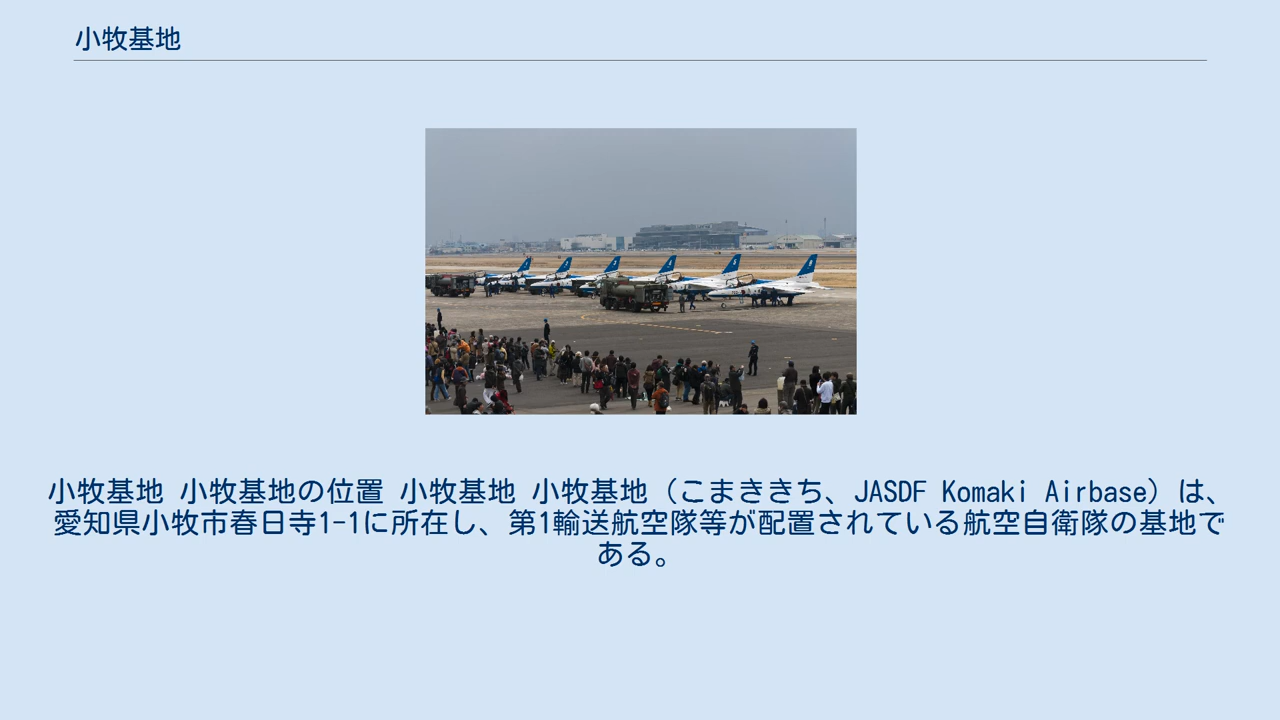 小牧基地
小牧基地 小牧基地の位置 小牧基地 小牧基地（こまききち、JASDF Komaki Airbase）は、
愛知県小牧市春日寺1-1に所在し、第1輸送航空隊等が配置されている航空自衛隊の基地で
ある。